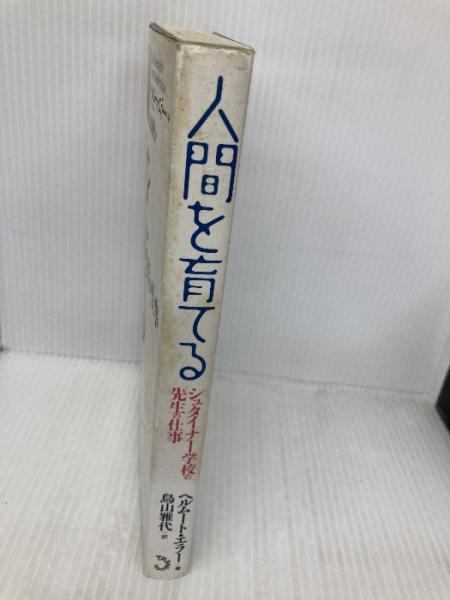 人間を育てる
シュタイナー学校の
先生の仕事
ヘルムート・エラー 著
鳥山雅代 訳